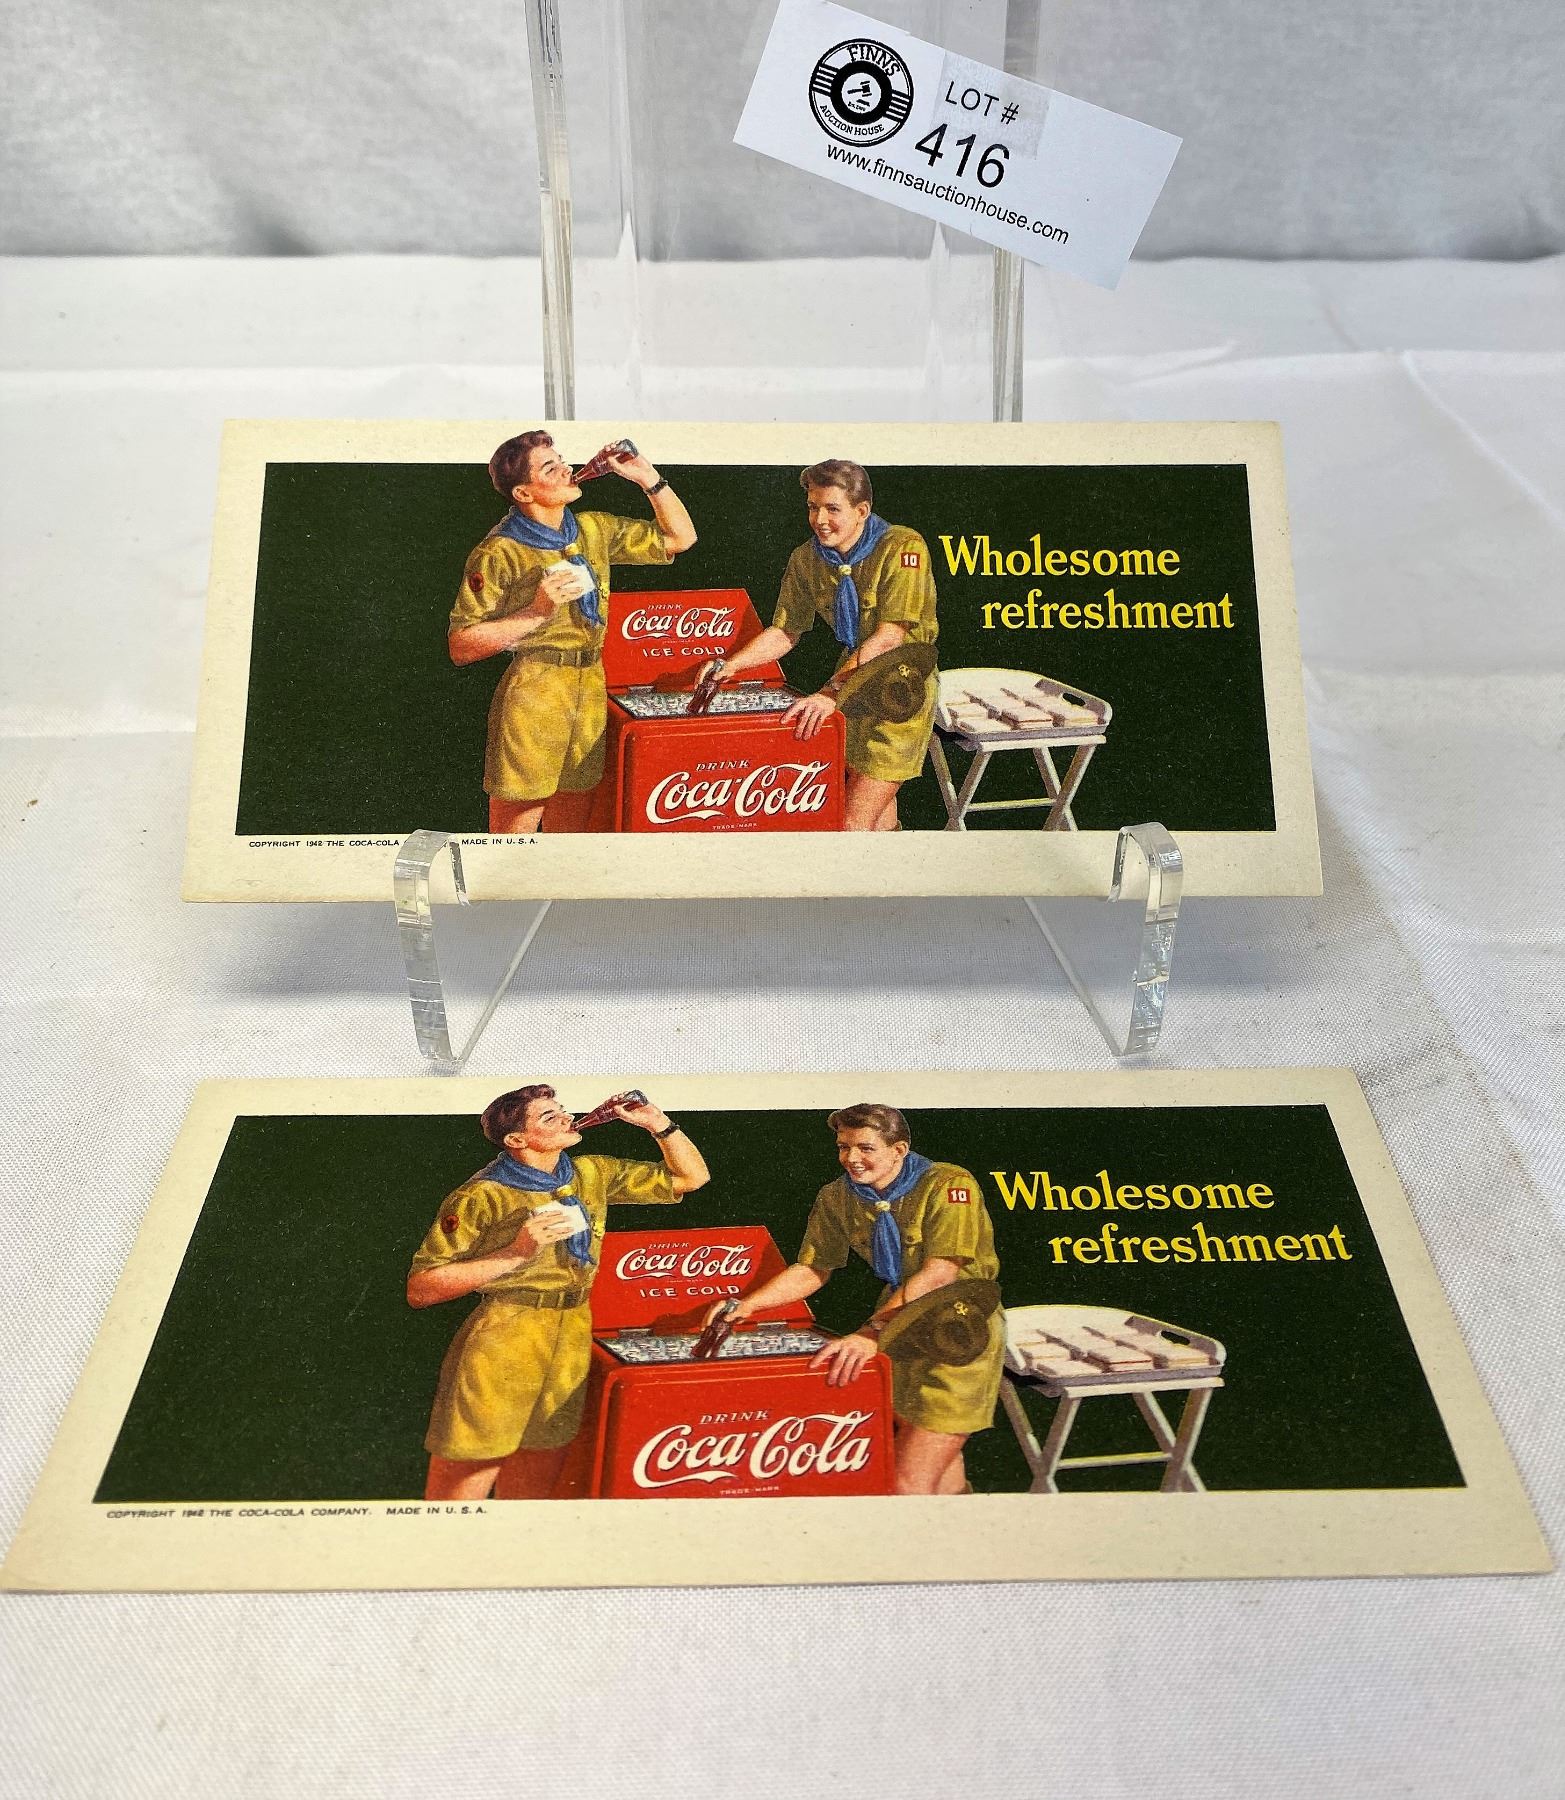 FINNS
AUCTION HOUSE
LOT #
416
www.finnsauctionhouse.com
10
Wholesome
refreshment
DRINK
Coca-Cola
ICE COLD
DRINK
Coca-Cola
TRADE-MARK
COPYRIGHT 1942 THE COCA-COLA MADE IN U. S. A.
10
Wholesome
refreshment
DRINK
Coca-Cola
ICE COLD
DRINK
Coca-Cola
TRADE-MARK
COPYRIGHT 1942 THE COCA-COLA COMPANY. MADE IN U. S. A.